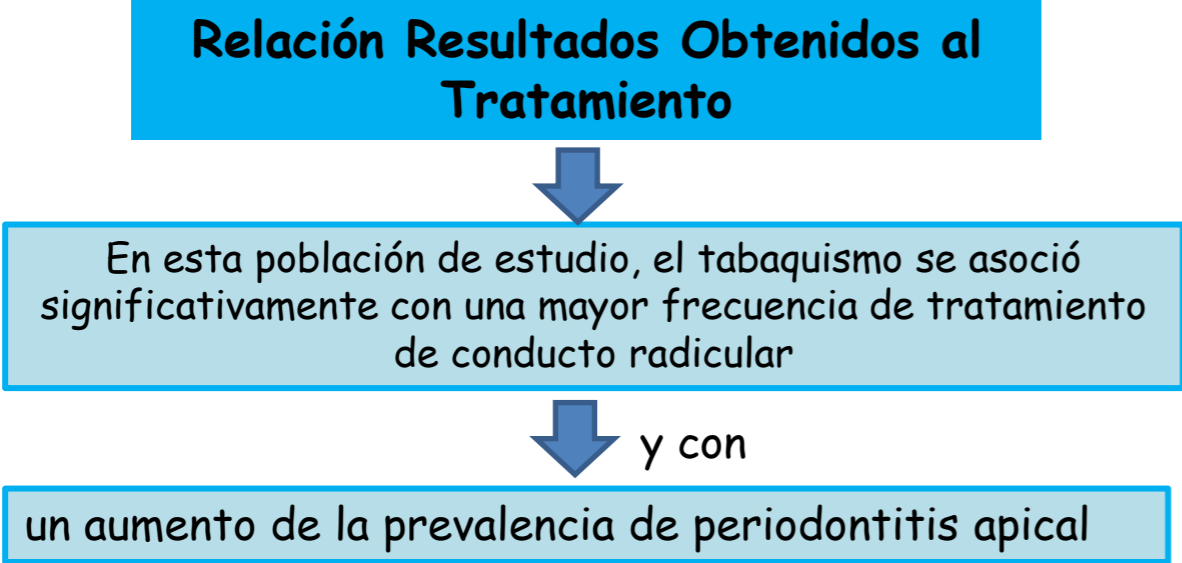 Relación Resultados Obtenidos al
Tratamiento
En esta población de estudio, el tabaquismo se asoció
significativamente con una mayor frecuencia de tratamiento
de conducto radicular
y con
un aumento de la prevalencia de periodontitis apical